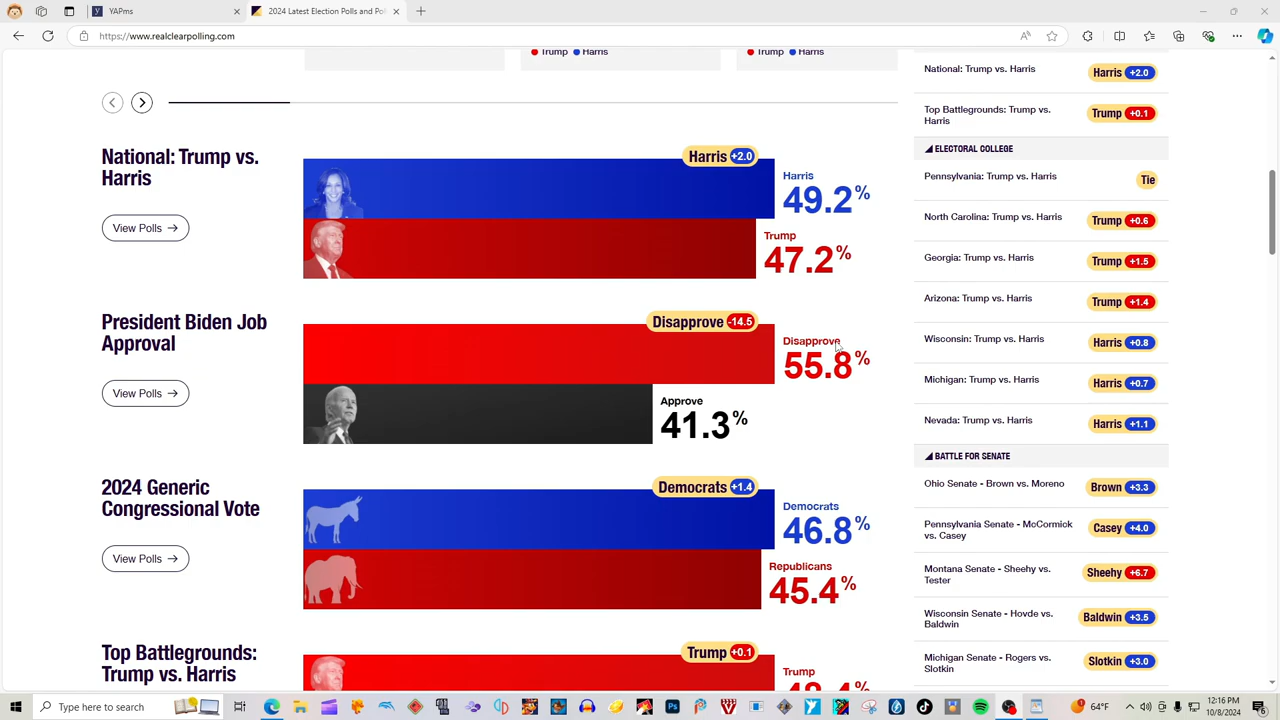 YPms
2024 Latest Election Polls and Po
https://www.realclearpolling.com
Trump Harris
Trump Harris
National: Trump vs. Harris
Harris +2.0
Top Battlegrounds: Trump vs.
Harris
Trump +0.1
National: Trump vs.
Harris
View Polls →
Harris +2.0
Harris
49.2%
Trump
47.2%
President Biden Job
Approval
View Polls →
Disapprove -14.5
Disapprove
55.8%
Approve
41.3%
2024 Generic
Congressional Vote
View Polls →
Democrats +1.4
Democrats
46.8%
Republicans
45.4%
Top Battlegrounds:
Trump vs. Harris
Trump +0.1
Trump
ELECTORAL COLLEGE
Pennsylvania: Trump vs. Harris
Tie
North Carolina: Trump vs. Harris
Trump +0.6
Georgia: Trump vs. Harris
Trump +1.5
Arizona: Trump vs. Harris
Trump +1.4
Wisconsin: Trump vs. Harris
Harris +0.8
Michigan: Trump vs. Harris
Harris +0.7
Nevada: Trump vs. Harris
Harris +1.1
BATTLE FOR SENATE
Ohio Senate - Brown vs. Moreno
Brown +3.3
Pennsylvania Senate - McCormick
vs. Casey
Casey +4.0
Montana Senate - Sheehy vs.
Tester
Sheehy +6.7
Wisconsin Senate - Hovde vs.
Baldwin
Baldwin +3.5
Michigan Senate - Rogers vs.
Slotkin
Slotkin +3.0
Type here to search
64°F
12:16 PM
10/8/2024